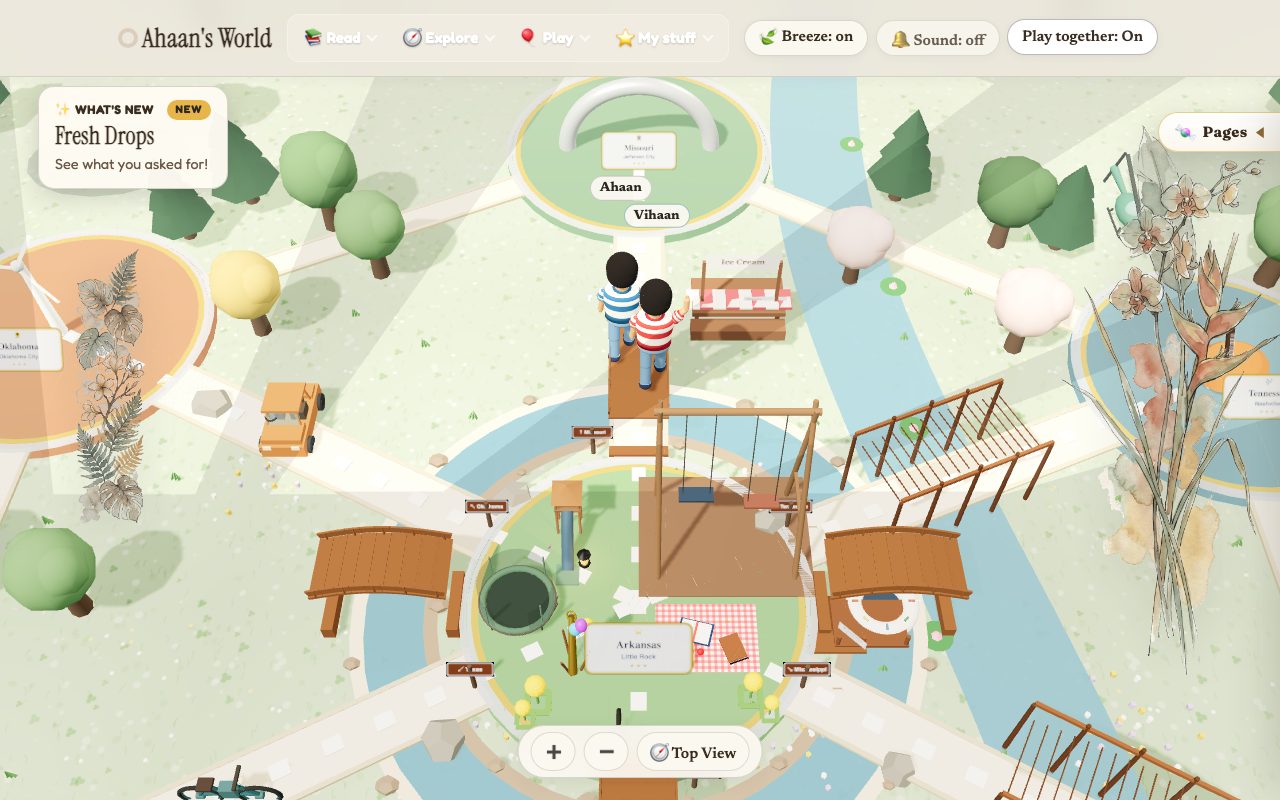 Ahaan's World
Read
Explore
Play
My stuff
Breeze: on
Sound: off
Play together: On
WHAT'S NEW
NEW
Fresh Drops
See what you asked for!
Pages
Missouri
Jefferson City
Ahaan
Vihaan
Ice Cream
Oklahoma
Oklahoma City
Tenness
Nashville
Arkansas
Little Rock
+
−
Top View